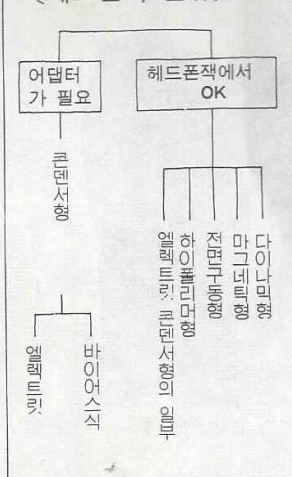 어댑터
가 필요
헤드폰잭에서
OK
콘덴서형
엘렉트릿
바이어스식
엘렉트릿 콘덴서형의 일부
하이폴리머형
전면구동형
마그네틱형
다이나믹형